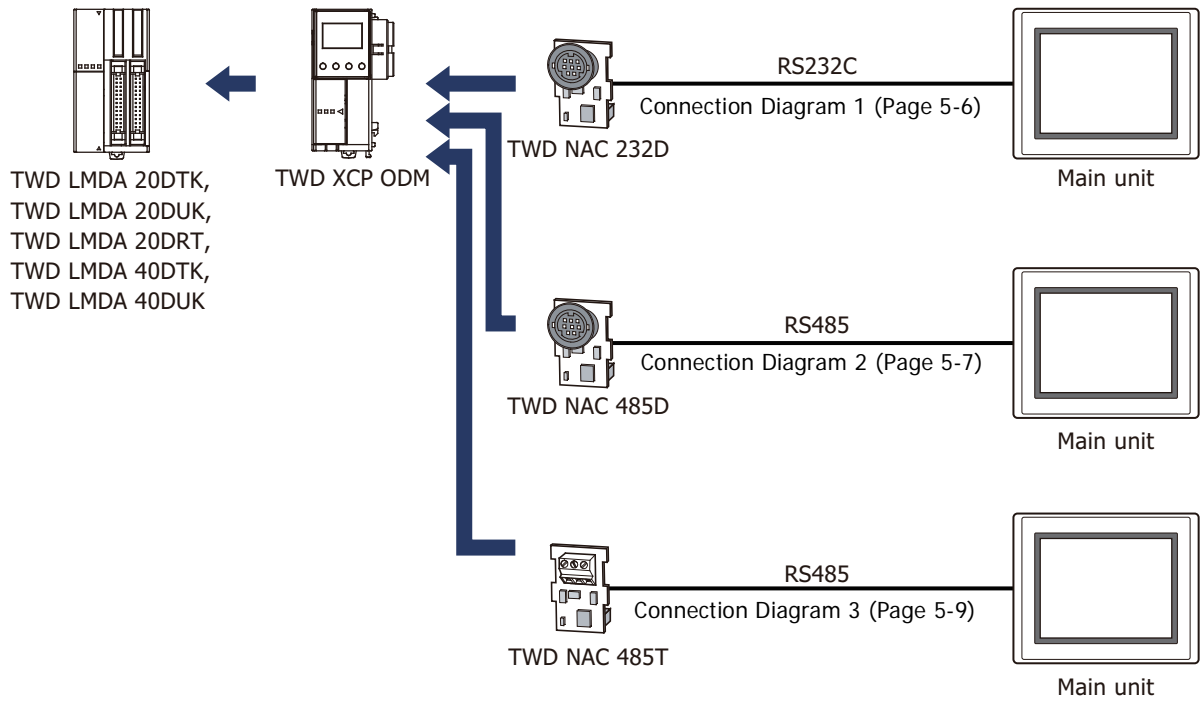 RS232C
Connection Diagram 1 (Page 5-6)
TWD NAC 232D
Main unit
TWD LMDA 20DTK,
TWD LMDA 20DUK,
TWD LMDA 20DRT,
TWD LMDA 40DTK,
TWD LMDA 40DUK
TWD XCP ODM
RS485
Connection Diagram 2 (Page 5-7)
TWD NAC 485D
Main unit
RS485
Connection Diagram 3 (Page 5-9)
TWD NAC 485T
Main unit